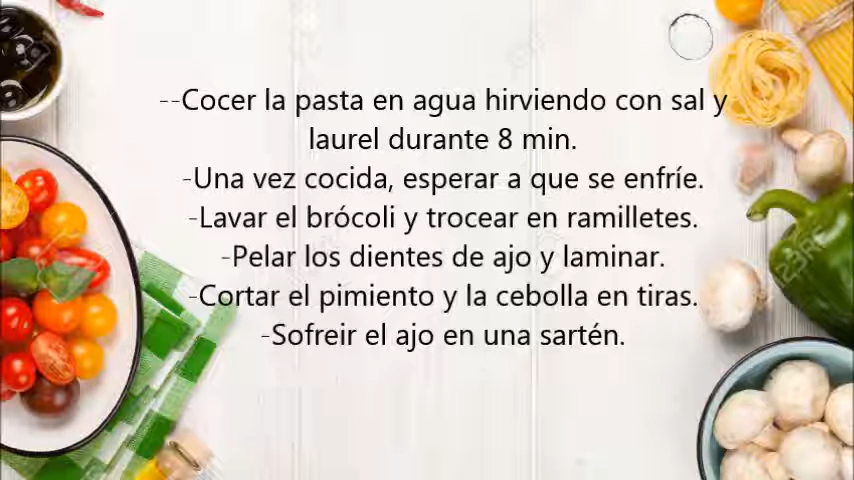 --Cocer la pasta en agua hirviendo con sal y
laurel durante 8 min.
-Una vez cocida, esperar a que se enfríe.
-Lavar el brócoli y trocear en ramilletes.
-Pelar los dientes de ajo y laminar.
-Cortar el pimiento y la cebolla en tiras.
-Sofreir el ajo en una sartén.